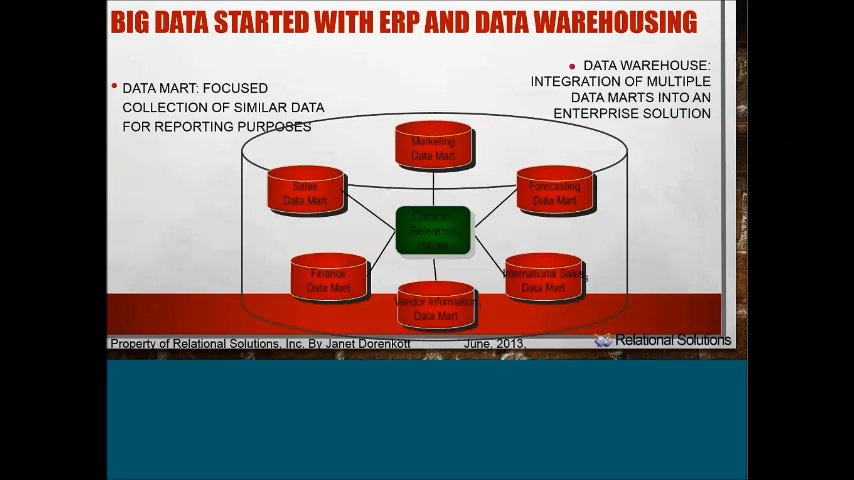 BIG DATA STARTED WITH ERP AND DATA WAREHOUSING
• DATA MART: FOCUSED
COLLECTION OF SIMILAR DATA
FOR REPORTING PURPOSES
• DATA WAREHOUSE:
INTEGRATION OF MULTIPLE
DATA MARTS INTO AN
ENTERPRISE SOLUTION
Marketing
Data Mart
Sales
Data Mart
Forecasting
Data Mart
Common
Reference
Values
Finance
Data Mart
International Sales
Data Mart
Vendor Information
Data Mart
Property of Relational Solutions, Inc. By Janet Dorenkott
June, 2013,
Relational Solutions